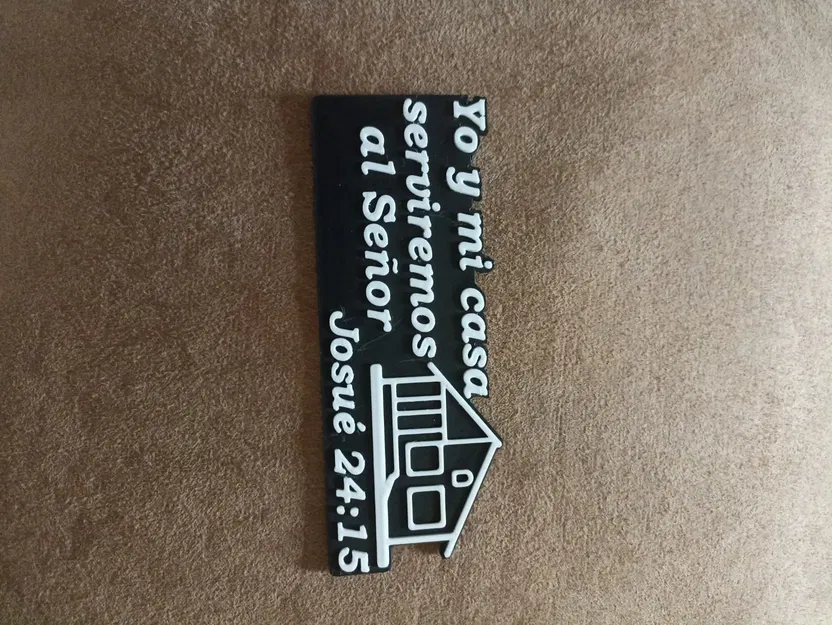 Yo y mi casa
serviremos
al Señor
Josué 24:15